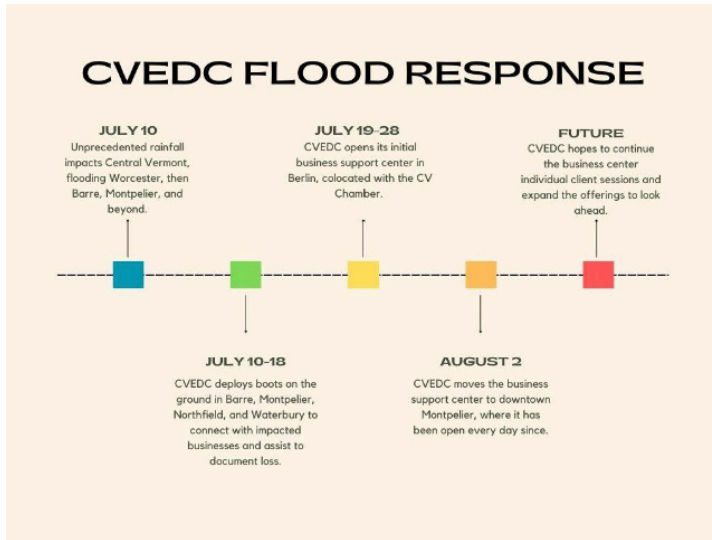 CVEDC FLOOD RESPONSE
JULY 10
Unprecedented rainfall
impacts Central Vermont,
flooding Worcester, then
Barre, Montpelier, and
beyond.
JULY 10-18
CVEDC deploys boots on the
ground in Barre, Montpelier,
Northfield, and Waterbury to
connect with impacted
businesses and assist to
document loss.
JULY 19-28
CVEDC opens its initial
business support center in
Berlin, colocated with the CV
Chamber.
AUGUST 2
CVEDC moves the business
support center to downtown
Montpelier, where it has
been open every day since.
FUTURE
CVEDC hopes to continue
the business center
individual client sessions and
expand the offerings to look
ahead.